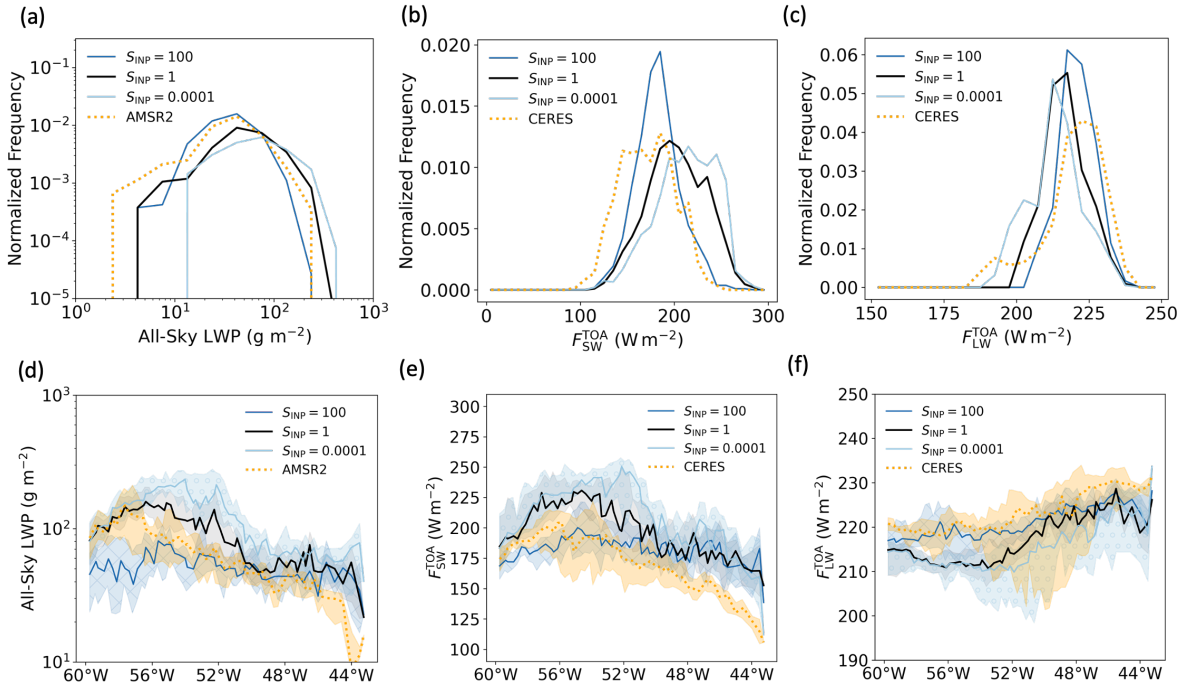 (a)
(b)
(c)
Normalized Frequency
10⁻¹
10⁻²
10⁻³
10⁻⁴
10⁻⁵
S_INP = 100
S_INP = 1
S_INP = 0.0001
AMSR2
10⁰
10¹
10²
10³
All-Sky LWP (g m⁻²)
Normalized Frequency
0.020
0.015
0.010
0.005
0.000
S_INP = 100
S_INP = 1
S_INP = 0.0001
CERES
0
100
200
300
F_SW^TOA (W m⁻²)
Normalized Frequency
0.07
0.06
0.05
0.04
0.03
0.02
0.01
0.00
S_INP = 100
S_INP = 1
S_INP = 0.0001
CERES
150
175
200
225
250
F_LW^TOA (W m⁻²)
(d)
(e)
(f)
All-Sky LWP (g m⁻²)
10³
10²
10¹
S_INP = 100
S_INP = 1
S_INP = 0.0001
AMSR2
60°W
56°W
52°W
48°W
44°W
F_SW^TOA (W m⁻²)
300
275
250
225
200
175
150
125
100
S_INP = 100
S_INP = 1
S_INP = 0.0001
CERES
60°W
56°W
52°W
48°W
44°W
F_LW^TOA (W m⁻²)
250
240
230
220
210
200
190
S_INP = 100
S_INP = 1
S_INP = 0.0001
CERES
60°W
56°W
52°W
48°W
44°W